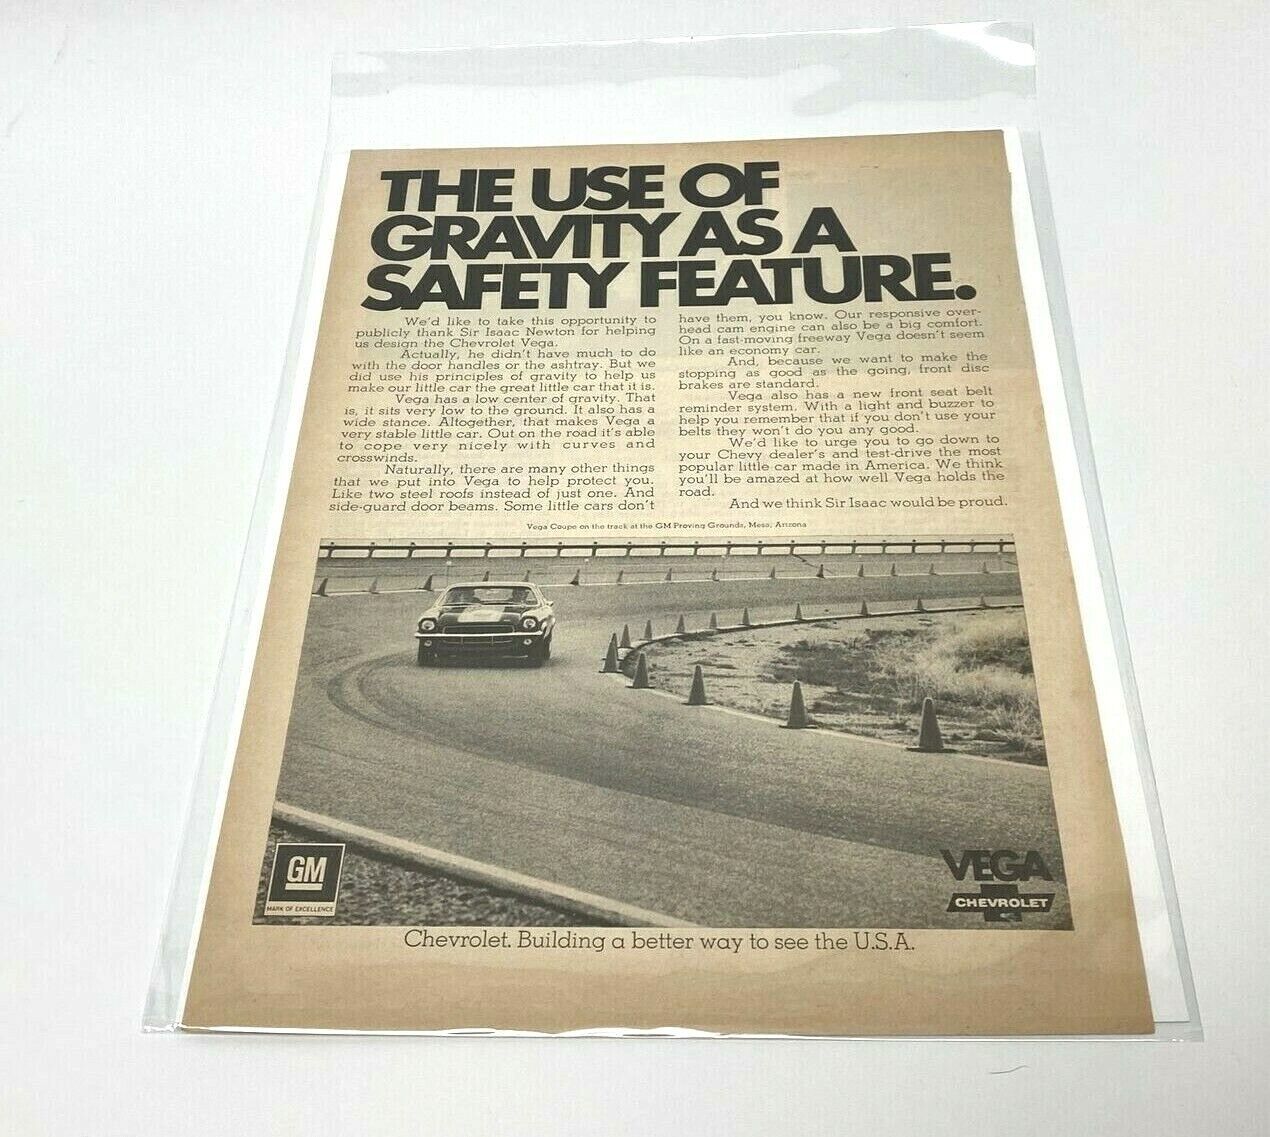 THE USE OF
GRAVITY AS A
SAFETY FEATURE.
We'd like to take this opportunity to
publicly thank Sir Isaac Newton for helping
us design the Chevrolet Vega.
Actually, he didn't have much to do
with the door handles or the ashtray. But we
did use his principles of gravity to help us
make our little car the great little car that it is.
Vega has a low center of gravity. That
is, it sits very low to the ground. It also has a
wide stance. Altogether, that makes Vega a
very stable little car. Out on the road it's able
to cope very nicely with curves and
crosswinds.
Naturally, there are many other things
that we put into Vega to help protect you.
Like two steel roofs instead of just one. And
side-guard door beams. Some little cars don't
have them, you know. Our responsive over-
head cam engine can also be a big comfort.
On a fast-moving freeway Vega doesn't seem
like an economy car.
And, because we want to make the
stopping as good as the going, front disc
brakes are standard.
Vega also has a new front seat belt
reminder system. With a light and buzzer to
help you remember that if you don't use your
belts they won't do you any good.
We'd like to urge you to go down to
your Chevy dealer's and test-drive the most
popular little car made in America. We think
you'll be amazed at how well Vega holds the
road.
And we think Sir Isaac would be proud.
Vega Coupe on the track at the GM Proving Grounds, Mesa, Arizona
GM
MARK OF EXCELLENCE
VEGA
CHEVROLET
Chevrolet. Building a better way to see the U.S.A.